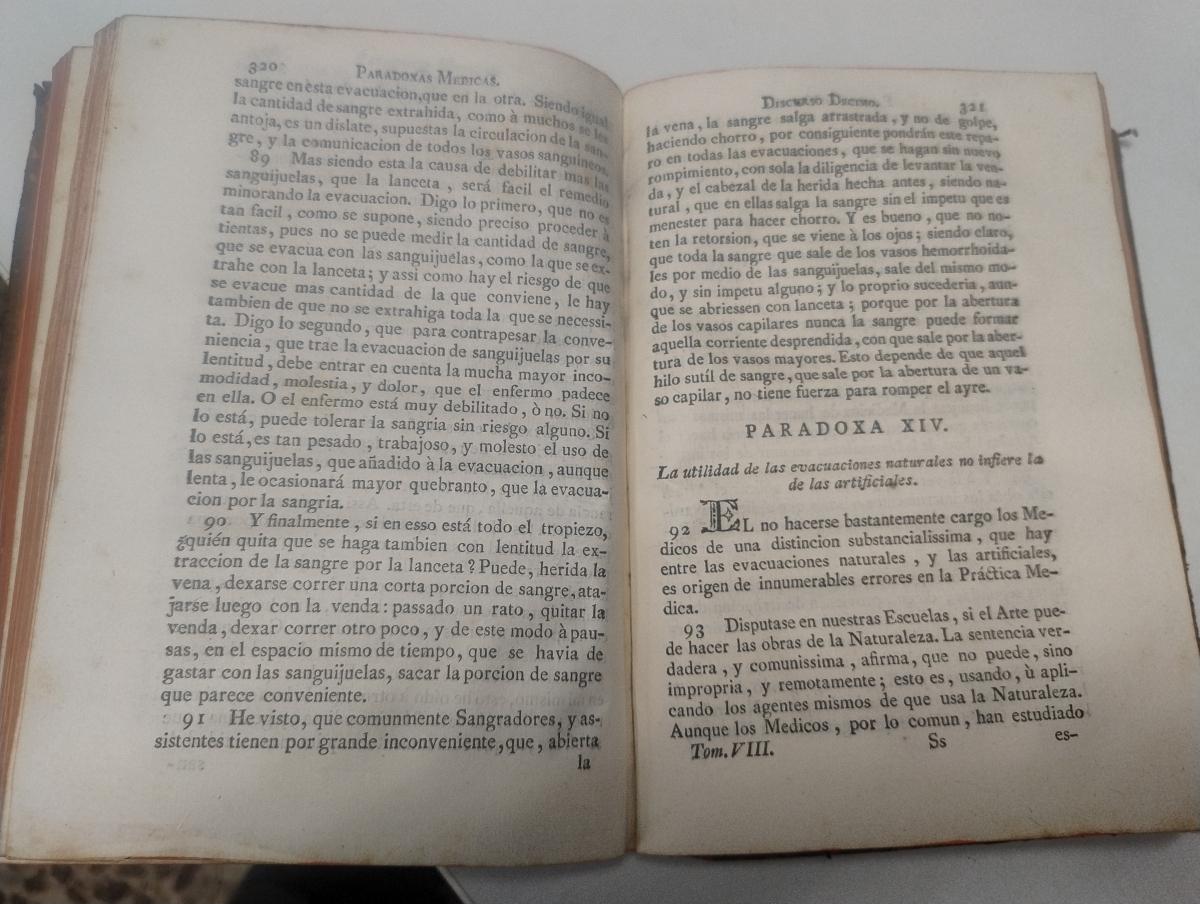 320
PARADOXAS MEDICAS.
sangre en esta evacuacion, que en la otra. Siendo igual
la cantidad de sangre extrahida, como à muchos se les
antoja, es un dislate, supuestas la circulacion de la san-
gre, y la comunicacion de todos los vasos sanguineos.
89 Mas siendo esta la causa de debilitar mas las
sanguijuelas, que la lanceta, será facil el remedio
minorando la evacuacion. Digo lo primero, que no es
tan facil, como se supone, siendo preciso proceder à
tientas, pues no se puede medir la cantidad de sangre,
que se evacua con las sanguijuelas, como la que se ex-
trahe con la lanceta; y assi como hay el riesgo de que
se evacue mas cantidad de la que conviene, le hay
tambien de que no se extrahiga toda la que se necessi-
ta. Digo lo segundo, que para contrapesar la conve-
niencia, que trae la evacuacion de sanguijuelas por su
lentitud, debe entrar en cuenta la mucha mayor inco-
modidad, molestia, y dolor, que el enfermo padece
en ella. O el enfermo está muy debilitado, ò no. Si no
lo está, puede tolerar la sangria sin riesgo alguno. Si
lo está, es tan pesado, trabajoso, y molesto el uso de
las sanguijuelas, que añadido à la evacuacion, aunque
lenta, le ocasionará mayor quebranto, que la evacua-
cion por la sangria.
90 Y finalmente, si en esso está todo el tropiezo,
¿quién quita que se haga tambien con lentitud la ex-
traccion de la sangre por la lanceta? Puede, herida la
vena, dexarse correr una corta porcion de sangre, ata-
jarse luego con la venda: passado un rato, quitar la
venda, dexar correr otro poco, y de este modo à pau-
sas, en el espacio mismo de tiempo, que se havia de
gastar con las sanguijuelas, sacar la porcion de sangre
que parece conveniente.
91 He visto, que comunmente Sangradores, y as-
sistentes tienen por grande inconveniente, que, abierta
la
DISCURSO DECIMO.
321
la vena, la sangre salga arrastrada, y no de golpe,
haciendo chorro, por consiguiente pondrán este repa-
ro en todas las evacuaciones, que se hagan sin nuevo
rompimiento, con sola la diligencia de levantar la ven-
da, y el cabezal de la herida hecha antes, siendo na-
tural, que en ellas salga la sangre sin el impetu que es
menester para hacer chorro. Y es bueno, que no no-
ten la retorsion, que se viene à los ojos; siendo claro,
que toda la sangre que sale de los vasos hemorrhoida-
les por medio de las sanguijuelas, sale del mismo mo-
do, y sin impetu alguno; y lo proprio sucederia, aun-
que se abriessen con lanceta; porque por la abertura
de los vasos capilares nunca la sangre puede formar
aquella corriente desprendida, con que sale por la aber-
tura de los vasos mayores. Esto depende de que aquel
hilo sutíl de sangre, que sale por la abertura de un va-
so capilar, no tiene fuerza para romper el ayre.
PARADOXA XIV.
La utilidad de las evacuaciones naturales no infiere la
de las artificiales.
92 EL no hacerse bastantemente cargo los Me-
dicos de una distincion substancialissima, que hay
entre las evacuaciones naturales, y las artificiales,
es origen de innumerables errores en la Práctica Me-
dica.
93 Disputase en nuestras Escuelas, si el Arte pue-
de hacer las obras de la Naturaleza. La sentencia ver-
dadera, y comunissima, afirma, que no puede, sino
impropria, y remotamente; esto es, usando, ù apli-
cando los agentes mismos de que usa la Naturaleza.
Aunque los Medicos, por lo comun, han estudiado
Tom. VIII.
Ss
es-